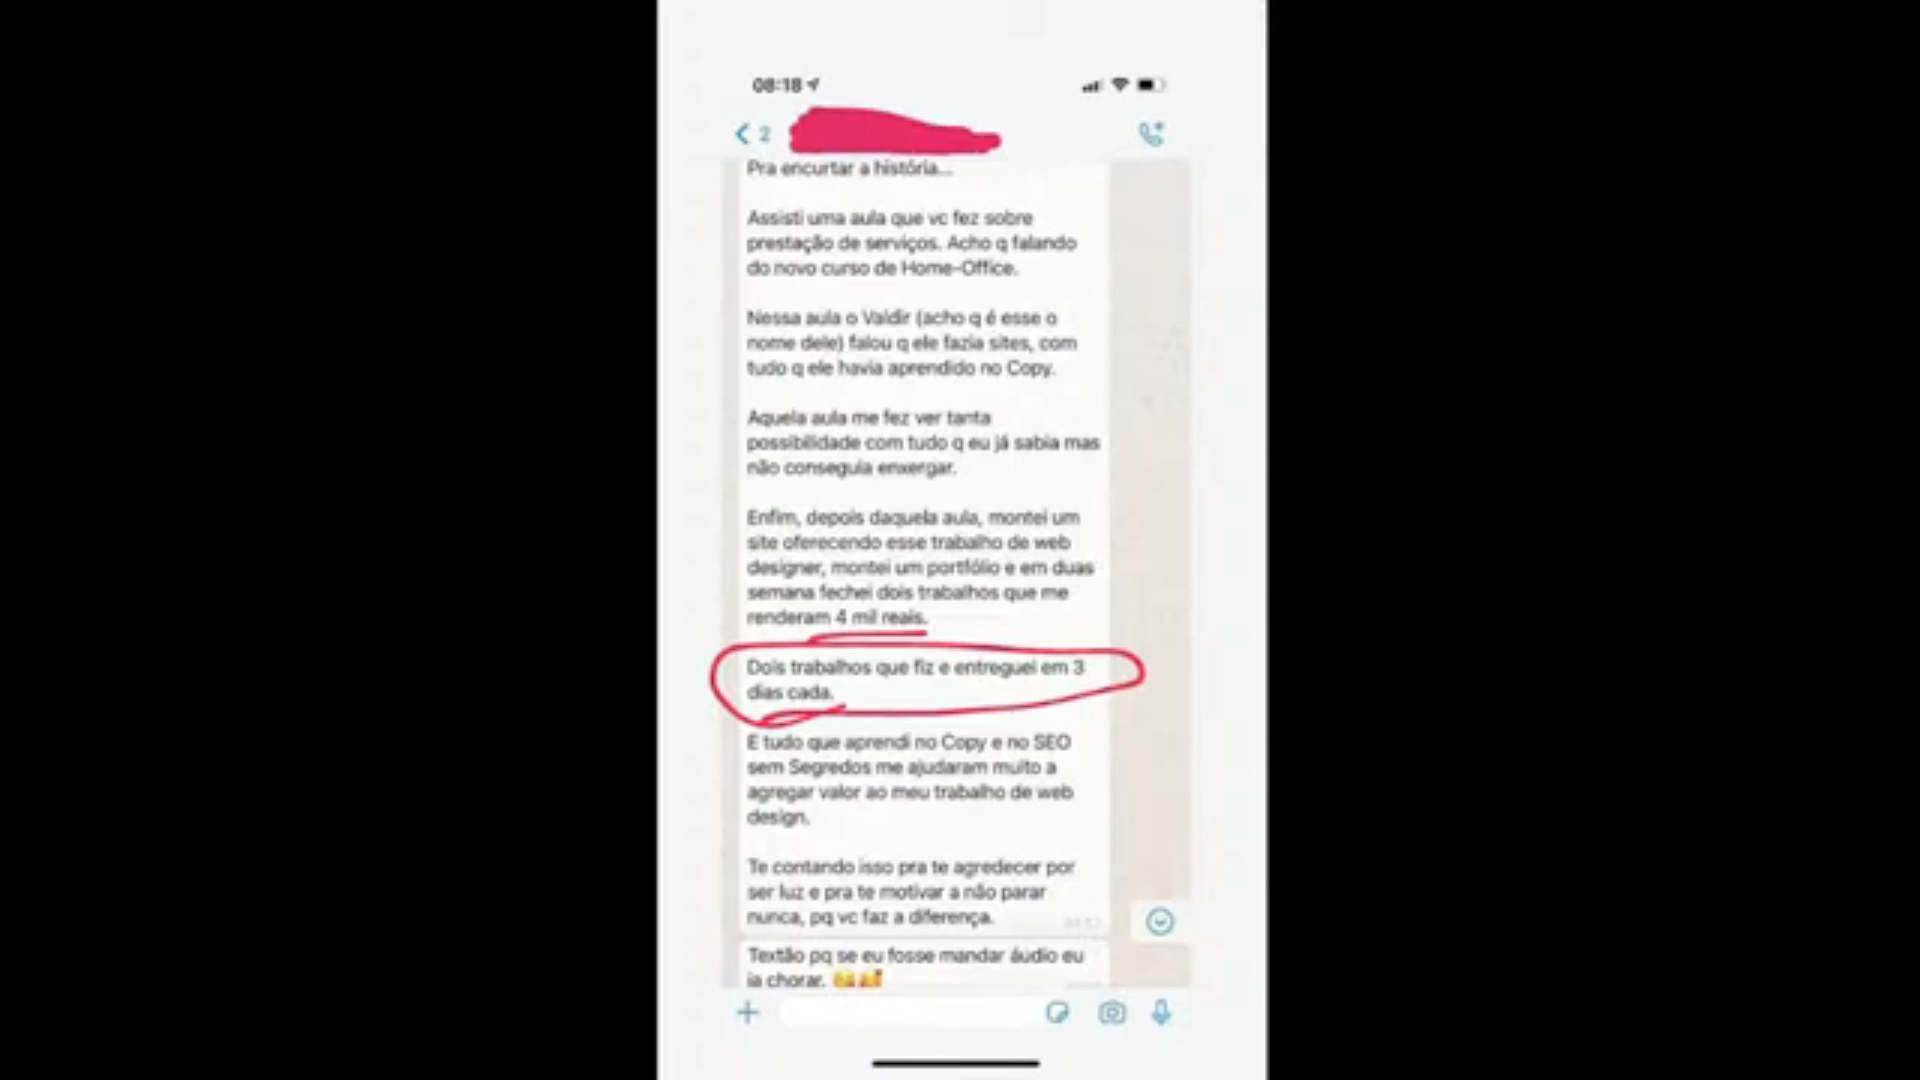 08:18
2
Pra encurtar a história...
Assisti uma aula que vc fez sobre
prestação de serviços. Acho q falando
do novo curso de Home-Office.
Nessa aula o Valdir (acho q é esse o
nome dele) falou q ele fazia sites, com
tudo q ele havia aprendido no Copy.
Aquela aula me fez ver tanta
possibilidade com tudo q eu já sabia mas
não conseguia enxergar.
Enfim, depois daquela aula, montei um
site oferecendo esse trabalho de web
designer, montei um portfólio e em duas
semana fechei dois trabalhos que me
renderam 4 mil reais.
Dois trabalhos que fiz e entreguei em 3
dias cada.
E tudo que aprendi no Copy e no SEO
sem Segredos me ajudaram muito a
agregar valor ao meu trabalho de web
design.
Te contando isso pra te agredecer por
ser luz e pra te motivar a não parar
nunca, pq vc faz a diferença.
Textão pq se eu fosse mandar áudio eu
ia chorar.